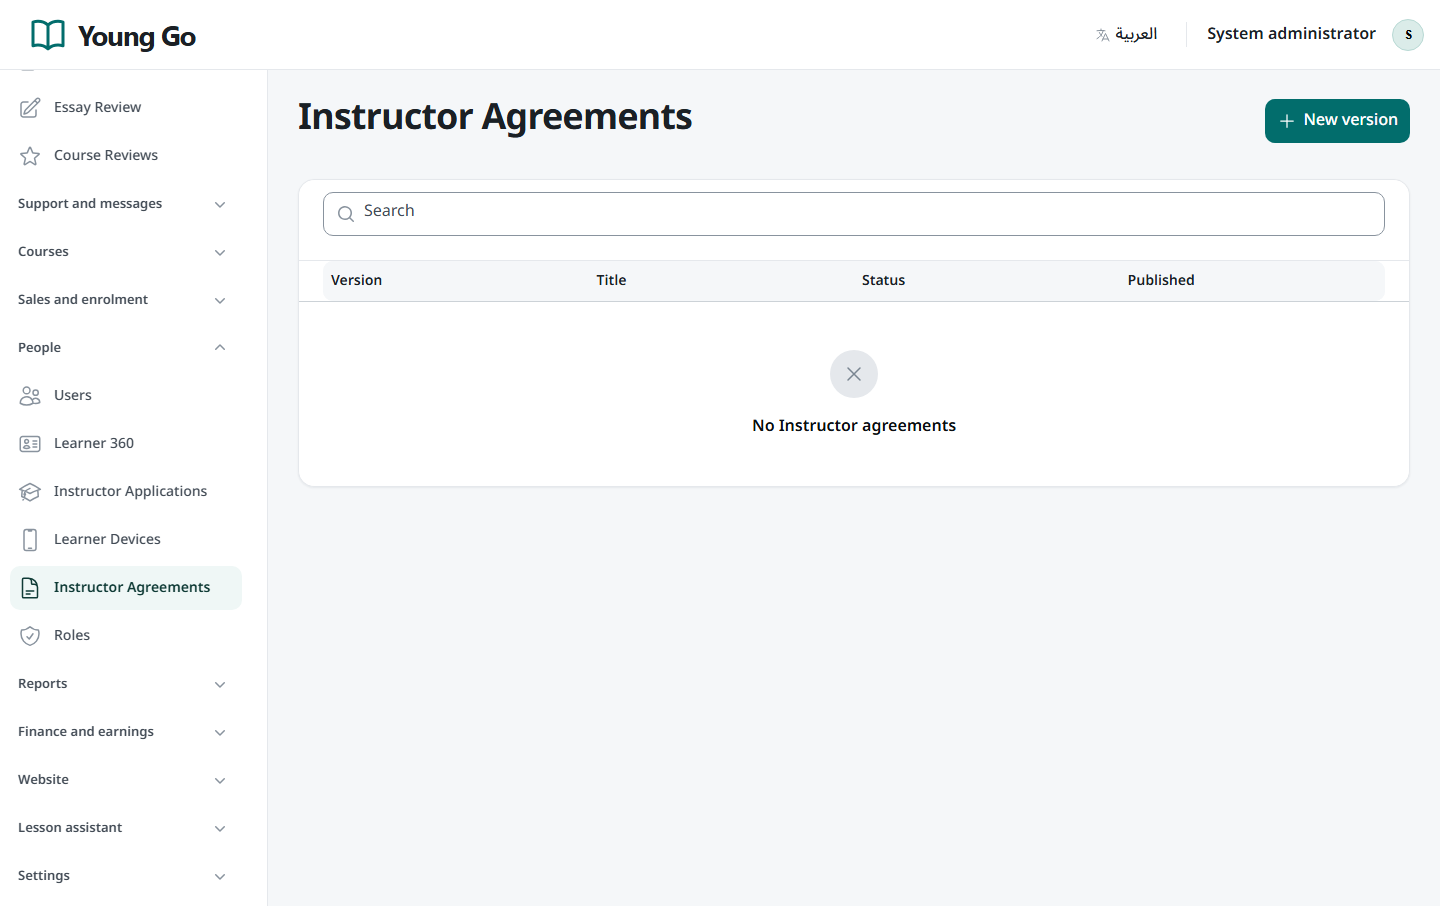 Young Go
العربية
System administrator
S
Essay Review
Course Reviews
Support and messages
Courses
Sales and enrolment
People
Users
Learner 360
Instructor Applications
Learner Devices
Instructor Agreements
Roles
Reports
Finance and earnings
Website
Lesson assistant
Settings
Instructor Agreements
New version
Search
Version Title Status Published
No Instructor agreements